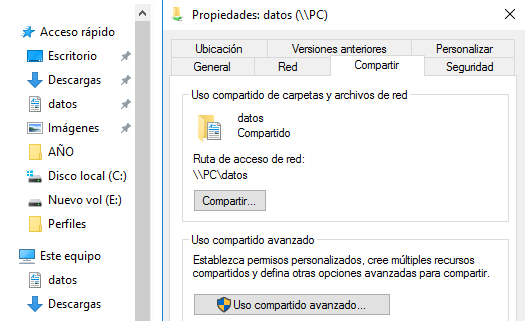 Acceso rápido
Escritorio
Descargas
datos
Imágenes
AÑO
Disco local (C:)
Nuevo vol (E:)
Perfiles
Este equipo
datos
Descargas
Propiedades: datos (\\PC)
Ubicación Versiones anteriores Personalizar
General Red Compartir Seguridad
Uso compartido de carpetas y archivos de red
datos
Compartido
Ruta de acceso de red:
\\PC\datos
Compartir...
Uso compartido avanzado
Establezca permisos personalizados, cree múltiples recursos
compartidos y defina otras opciones avanzadas para compartir.
Uso compartido avanzado...